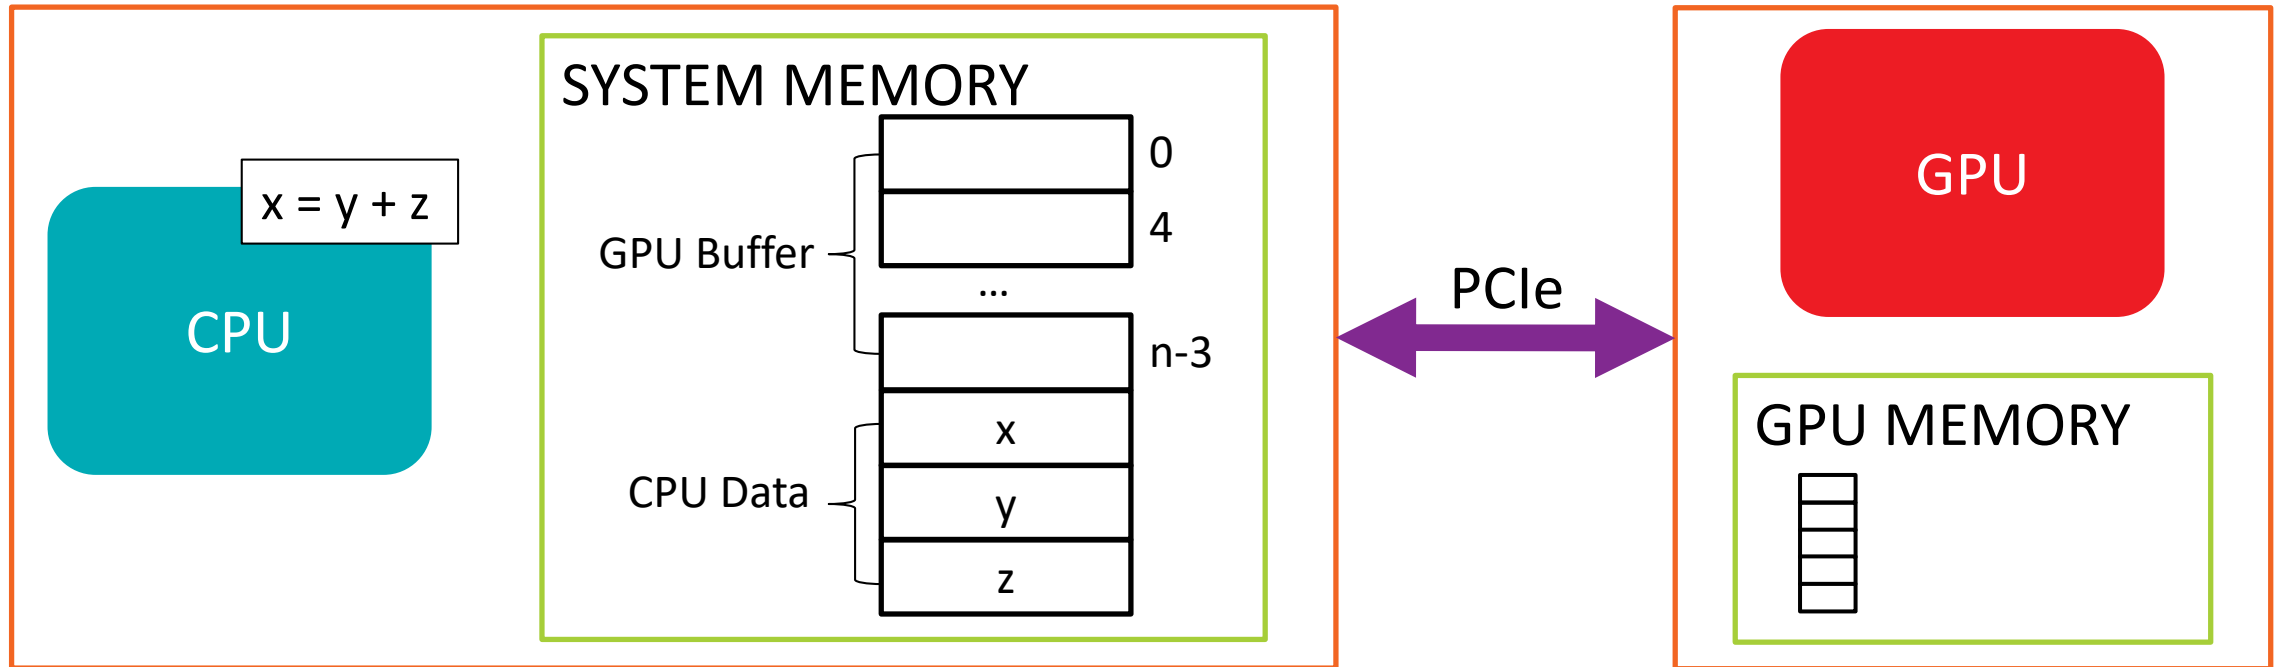 SYSTEM MEMORY
0
x = y + z
4
GPU Buffer
...
n-3
CPU
x
CPU Data
y
z
PCIe
GPU
GPU MEMORY